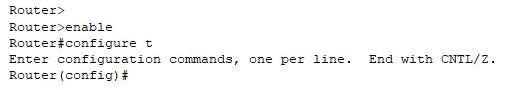 Router>
Router>enable
Router#configure t
Enter configuration commands, one per line.  End with CNTL/Z.
Router(config)#